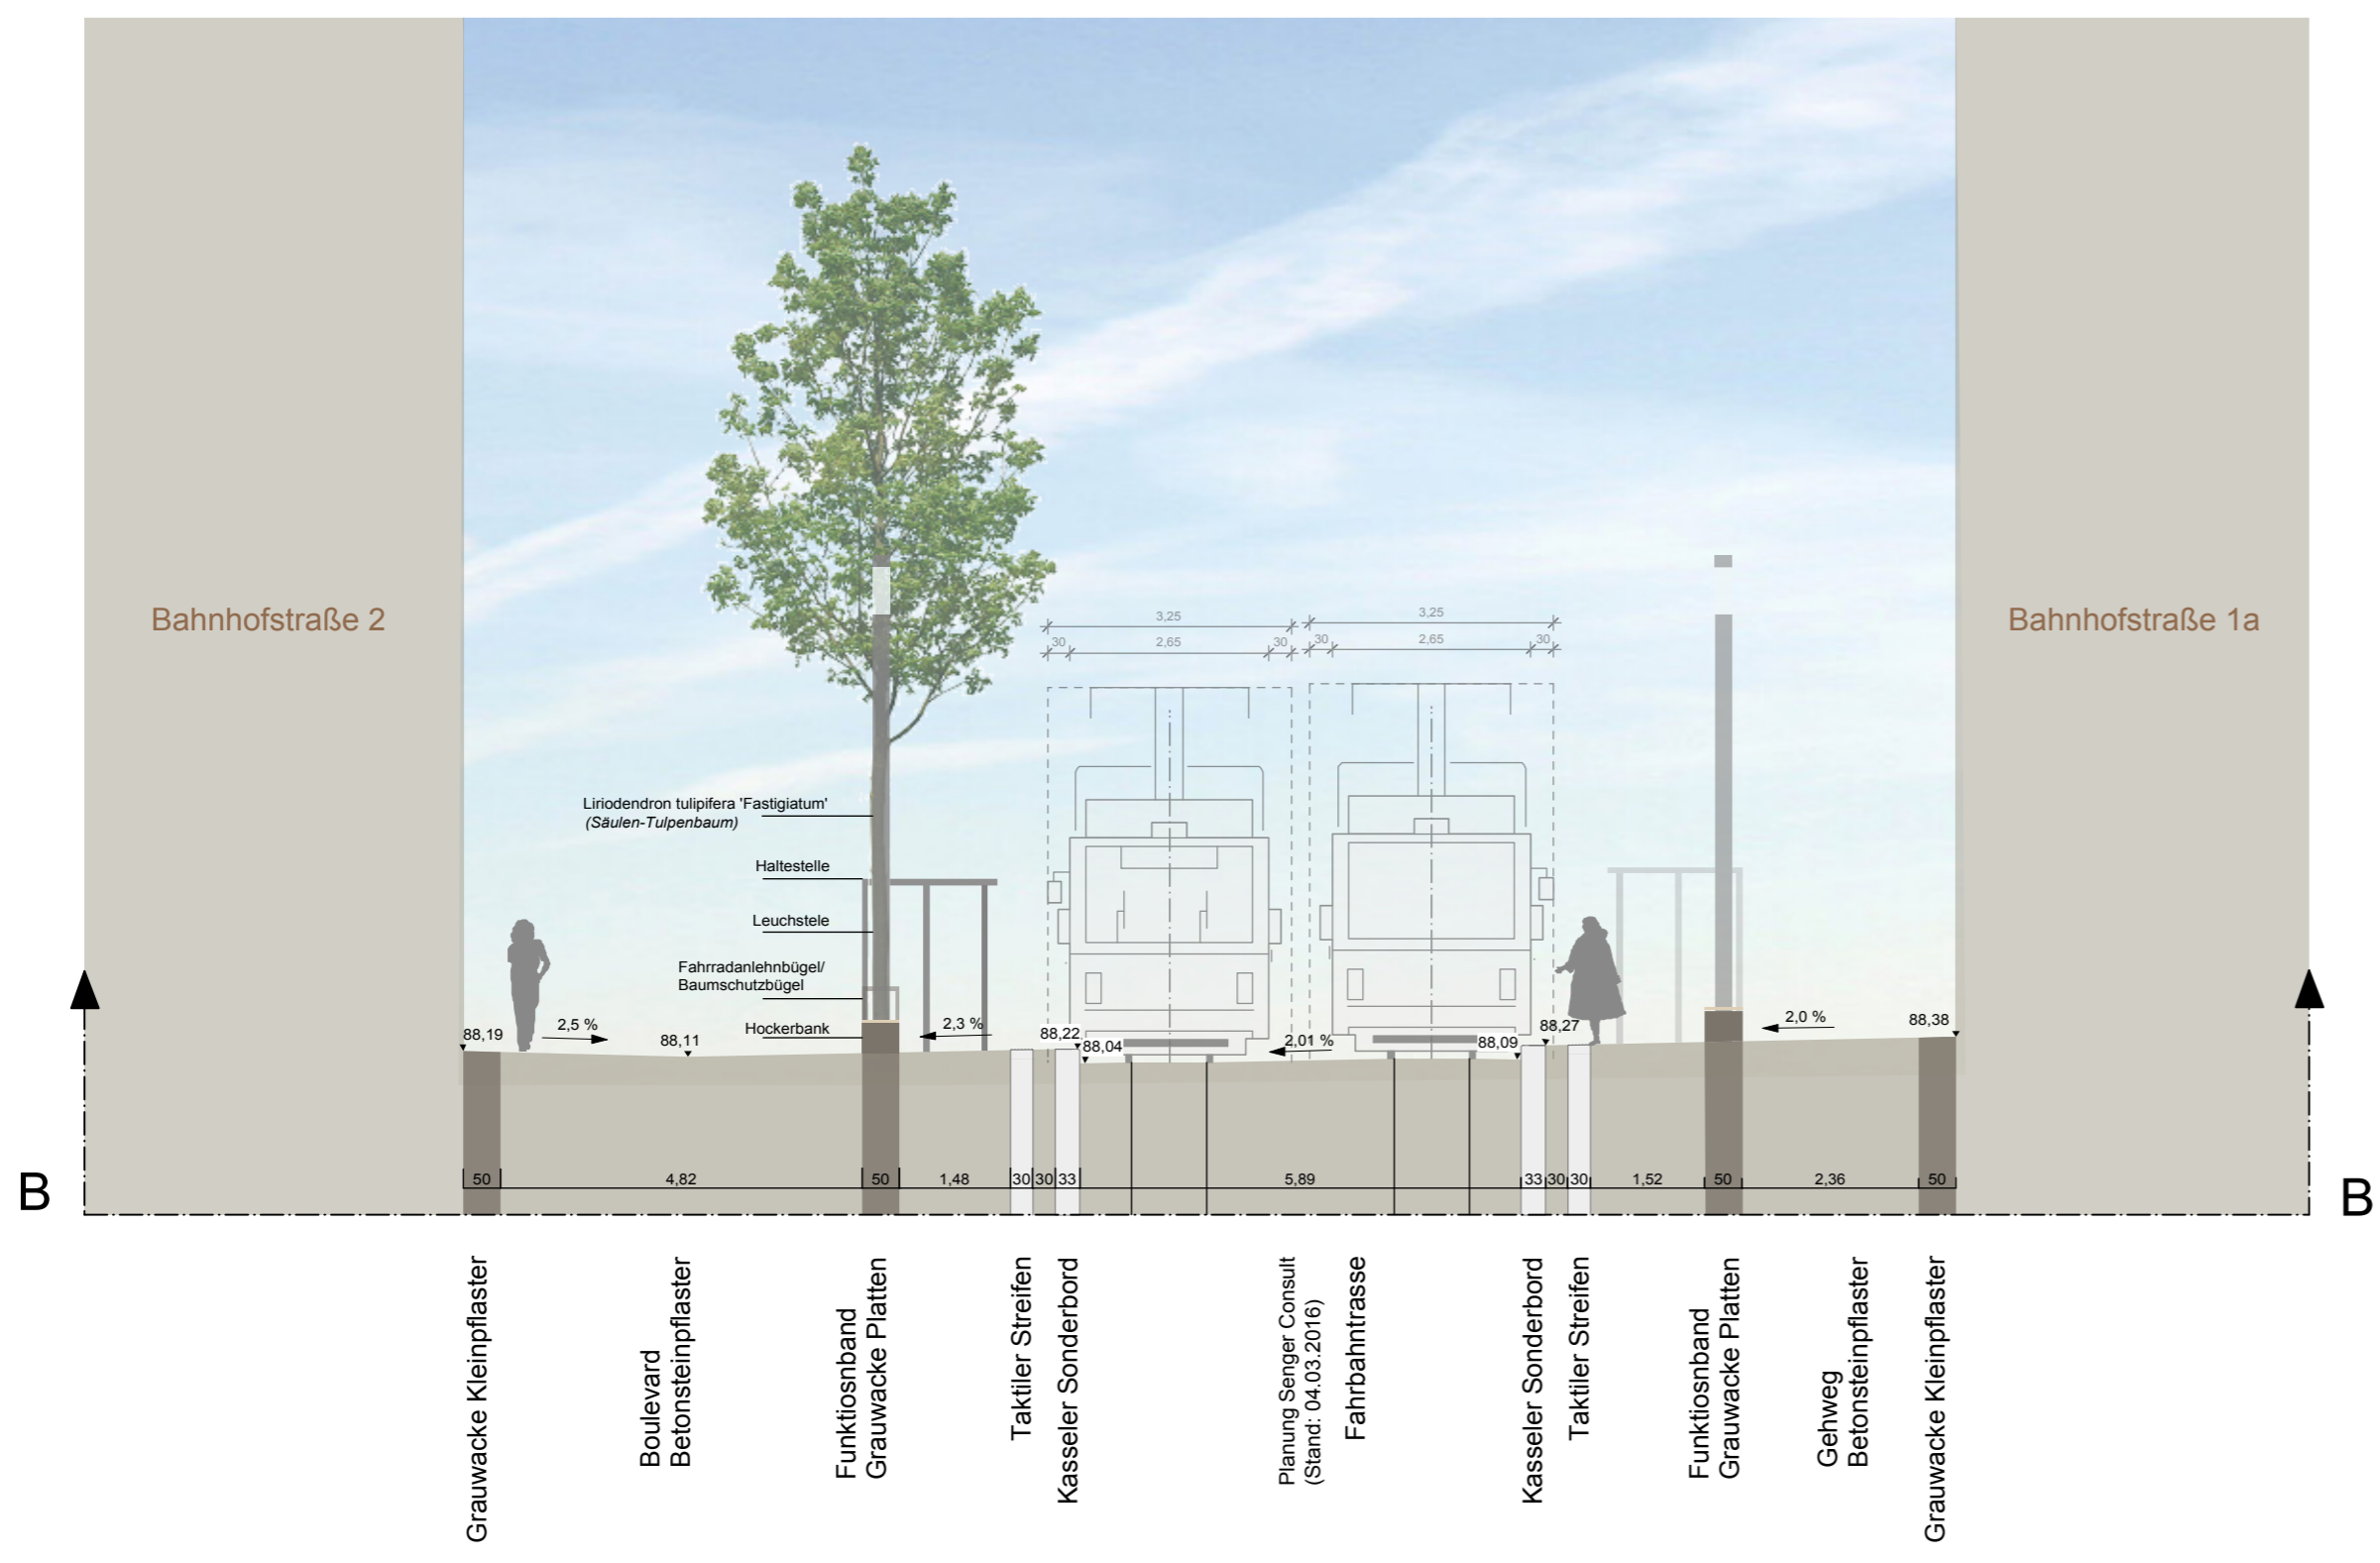 Bahnhofstraße 2
Bahnhofstraße 1a
3,25
3,25
30
2,65
30
30
2,65
30
Liriodendron tulipifera 'Fastigiatum'
(Säulen-Tulpenbaum)
Haltestelle
Leuchstele
Fahrradanlehnbügel/
Baumschutzbügel
Hockerbank
88,19
2,5 %
88,11
2,3 %
88,22
88,04
2,01 %
88,09
88,27
2,0 %
88,38
B
50
4,82
50
1,48
30
30
33
5,89
33
30
30
1,52
50
2,36
50
B
Grauwacke Kleinpflaster
Boulevard
Betonsteinpflaster
Funktiosnband
Grauwacke Platten
Taktiler Streifen
Kasseler Sonderbord
Planung Senger Consult
(Stand: 04.03.2016)
Fahrbahntrasse
Kasseler Sonderbord
Taktiler Streifen
Funktiosnband
Grauwacke Platten
Gehweg
Betonsteinpflaster
Grauwacke Kleinpflaster